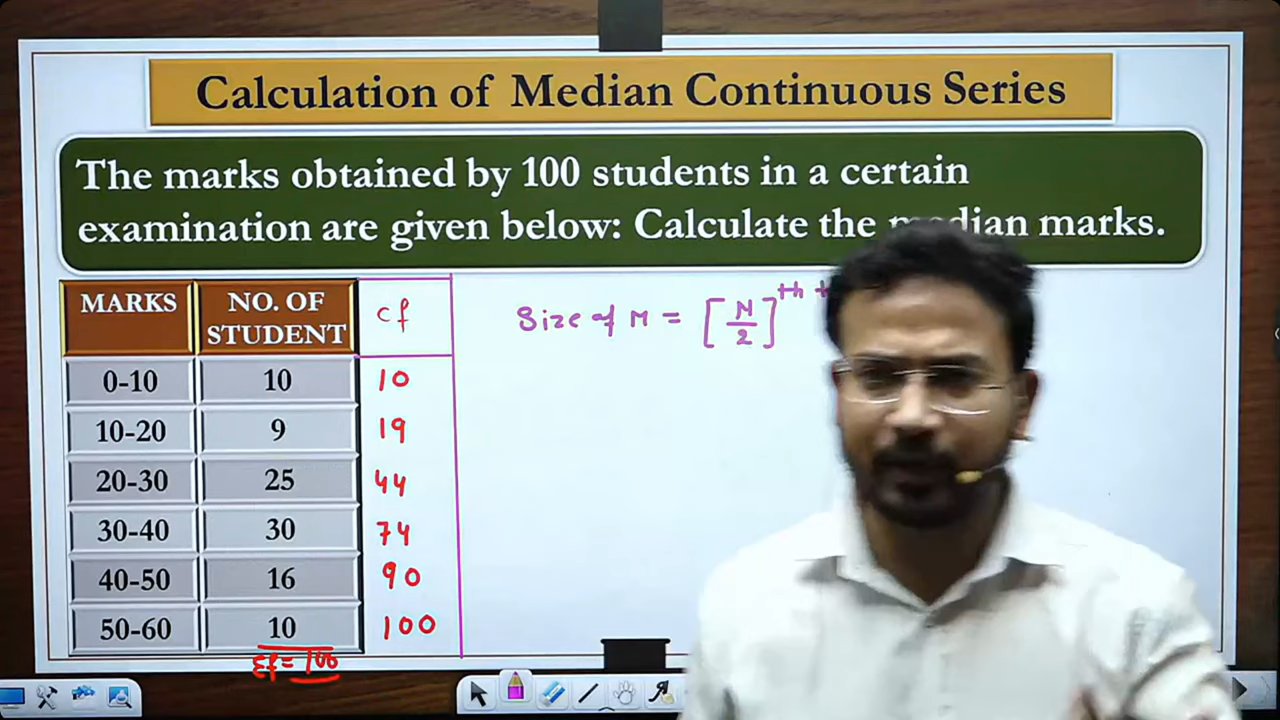 Calculation of Median Continuous Series
The marks obtained by 100 students in a certain
examination are given below: Calculate the median marks.
MARKS NO. OF STUDENT cf
0-10 10 10
10-20 9 19
20-30 25 44
30-40 30 74
40-50 16 90
50-60 10 100
Σf = 100
Size of M = [N/2]th